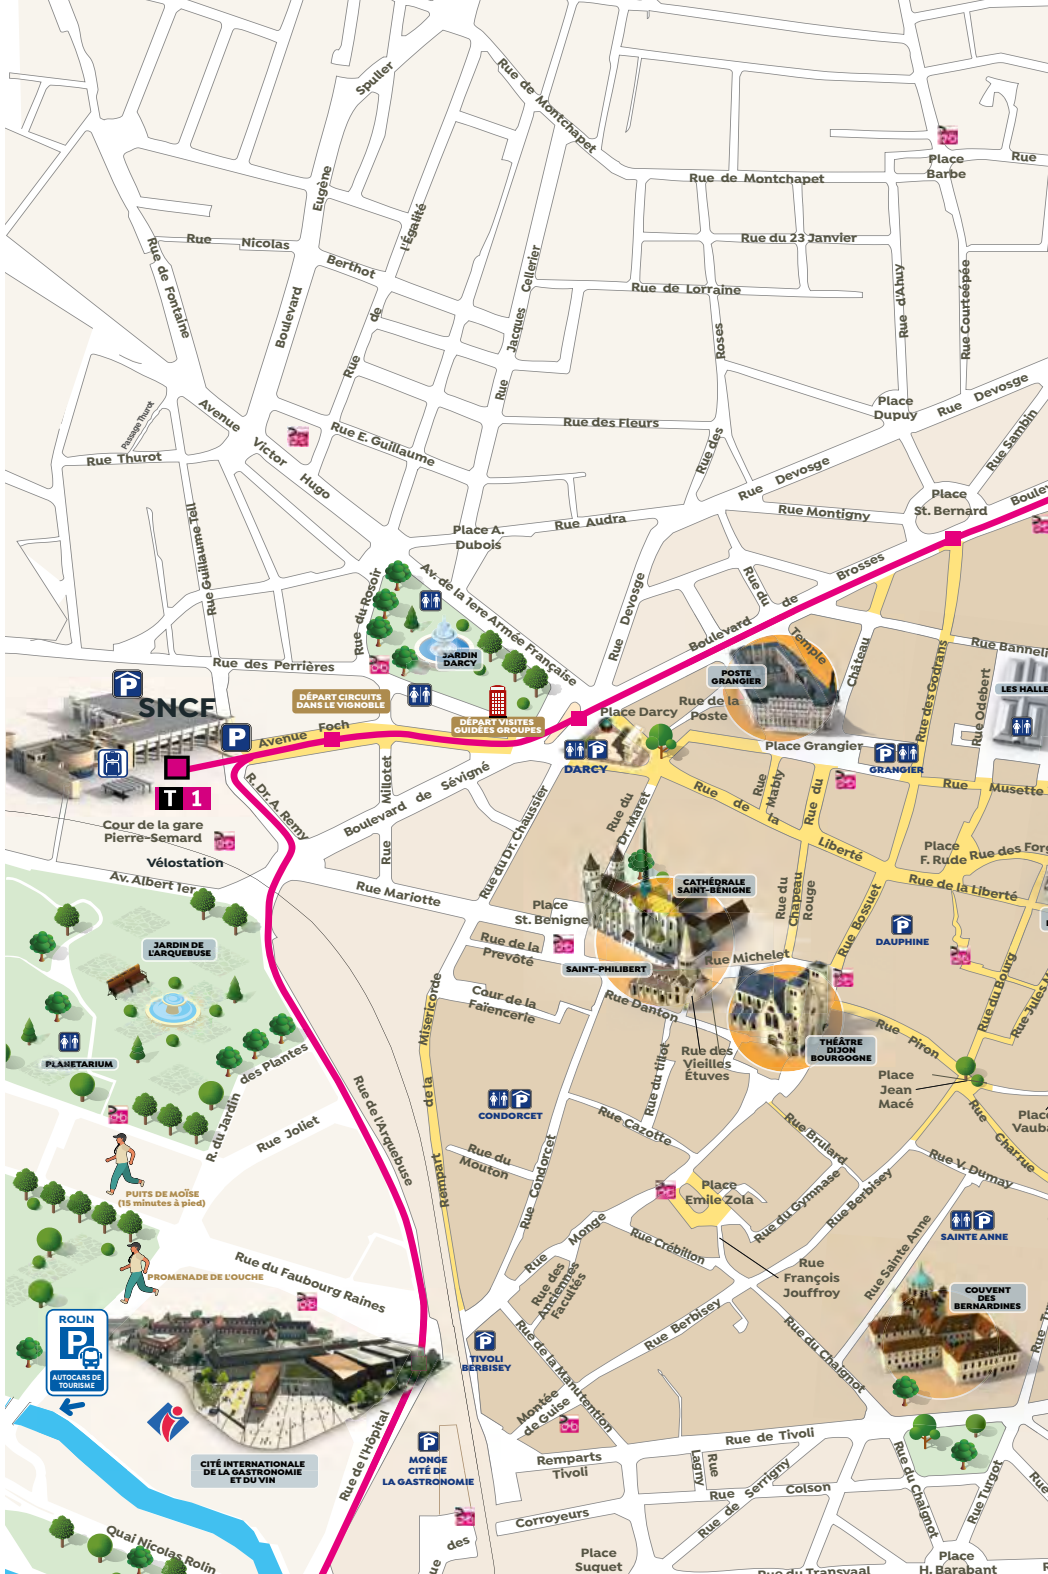 Spuller
Rue de Montchapet
Place
Barbe
Rue
Rue de Montchapet
Eugène
l'Égalité
Rue Nicolas
Berthot
Rue de Fontaine
Rue du 23 Janvier
Rue de Lorraine
Rue d'Ahuy
Rue Courteépée
Boulevard
Rue de
Rue Jacques Cellerier
Rue des Roses
Place
Dupuy
Rue Devosge
Rue Sambin
Passage Thurot
Avenue Victor Hugo
Rue E. Guillaume
Rue des Fleurs
Rue Thurot
Rue Devosge
Place
St. Bernard
Boulev
Rue Guillaume Tell
Place A.
Dubois
Rue Audra
Rue Montigny
Rue du Rosoir
Av. de la 1ere Armée Française
Rue Devosge
Rue du Temple
Boulevard de Brosses
JARDIN
DARCY
Rue des Perrières
Château
Rue des Godrans
Rue Banneli
Rue Odebert
LES HALLE
POSTE
GRANGIER
SNCF
P
P
DÉPART CIRCUITS
DANS LE VIGNOBLE
DÉPART VISITES
GUIDÉES GROUPES
Avenue Foch
Place Darcy
Rue de la
Poste
Place Grangier
P
DARCY
P
GRANGIER
T 1
Cour de la gare
Pierre-Semard
Vélostation
R. Dr. A. Remy
Rue Millotet
Boulevard de Sévigné
Rue du Dr. Chaussier
Rue du
Dr. Maret
Rue de la Liberté
Rue
Mably
Rue du
Chapeau
Rouge
Rue du
Rue Musette
Place
F. Rude
Rue des Forg
Rue de la Liberté
Av. Albert 1er
Rue Mariotte
Place
St. Benigne
CATHÉDRALE
SAINT-BÉNIGNE
SAINT-PHILIBERT
Rue Bossuet
P
DAUPHINE
JARDIN DE
L'ARQUEBUSE
Rue de la
Prevôté
Cour de la
Faïencerie
Rue Michelet
Rue Danton
Rue des
Vieilles
Étuves
THÉÂTRE
DIJON
BOURGOGNE
Rue Piron
Rue du Bourg
Rue Jules M
PLANETARIUM
R. du Jardin des Plantes
Rue Joliet
Rue de l'Arquebuse
Rempart de la Misericorde
P
CONDORCET
Rue du tillot
Rue Cazotte
Rue du
Mouton
Rue Condorcet
Place
Jean
Macé
Place
Vauba
Rue Charrue
Rue Brulard
Rue V. Dumay
PUITS DE MOÏSE
(15 minutes à pied)
PROMENADE DE L'OUCHE
Place
Emile Zola
Rue du Gymnase
Rue Berbisey
Rue Monge
Rue Crébillon
Rue des
Anciennes
Facultés
Rue
François
Jouffroy
Rue Sainte Anne
P
SAINTE ANNE
Rue du Faubourg Raines
COUVENT
DES
BERNARDINES
Rue Tu
ROLIN
P
AUTOCARS DE
TOURISME
P
TIVOLI
BERBISEY
Rue de la Manutention
Rue Berbisey
Rue du Chaignot
Montée
de Guise
CITÉ INTERNATIONALE
DE LA GASTRONOMIE
ET DU VIN
Rue de l'Hôpital
P
MONGE
CITÉ DE
LA GASTRONOMIE
Remparts
Tivoli
Rue de Tivoli
Rue
Lagny
Rue de Serrigny
Rue Colson
Rue du Chaignot
Rue Turgot
Rue
Quai Nicolas Rolin
ue des
Corroyeurs
Place
Suquet
Rue du Transvaal
Place
H. Barabant
R